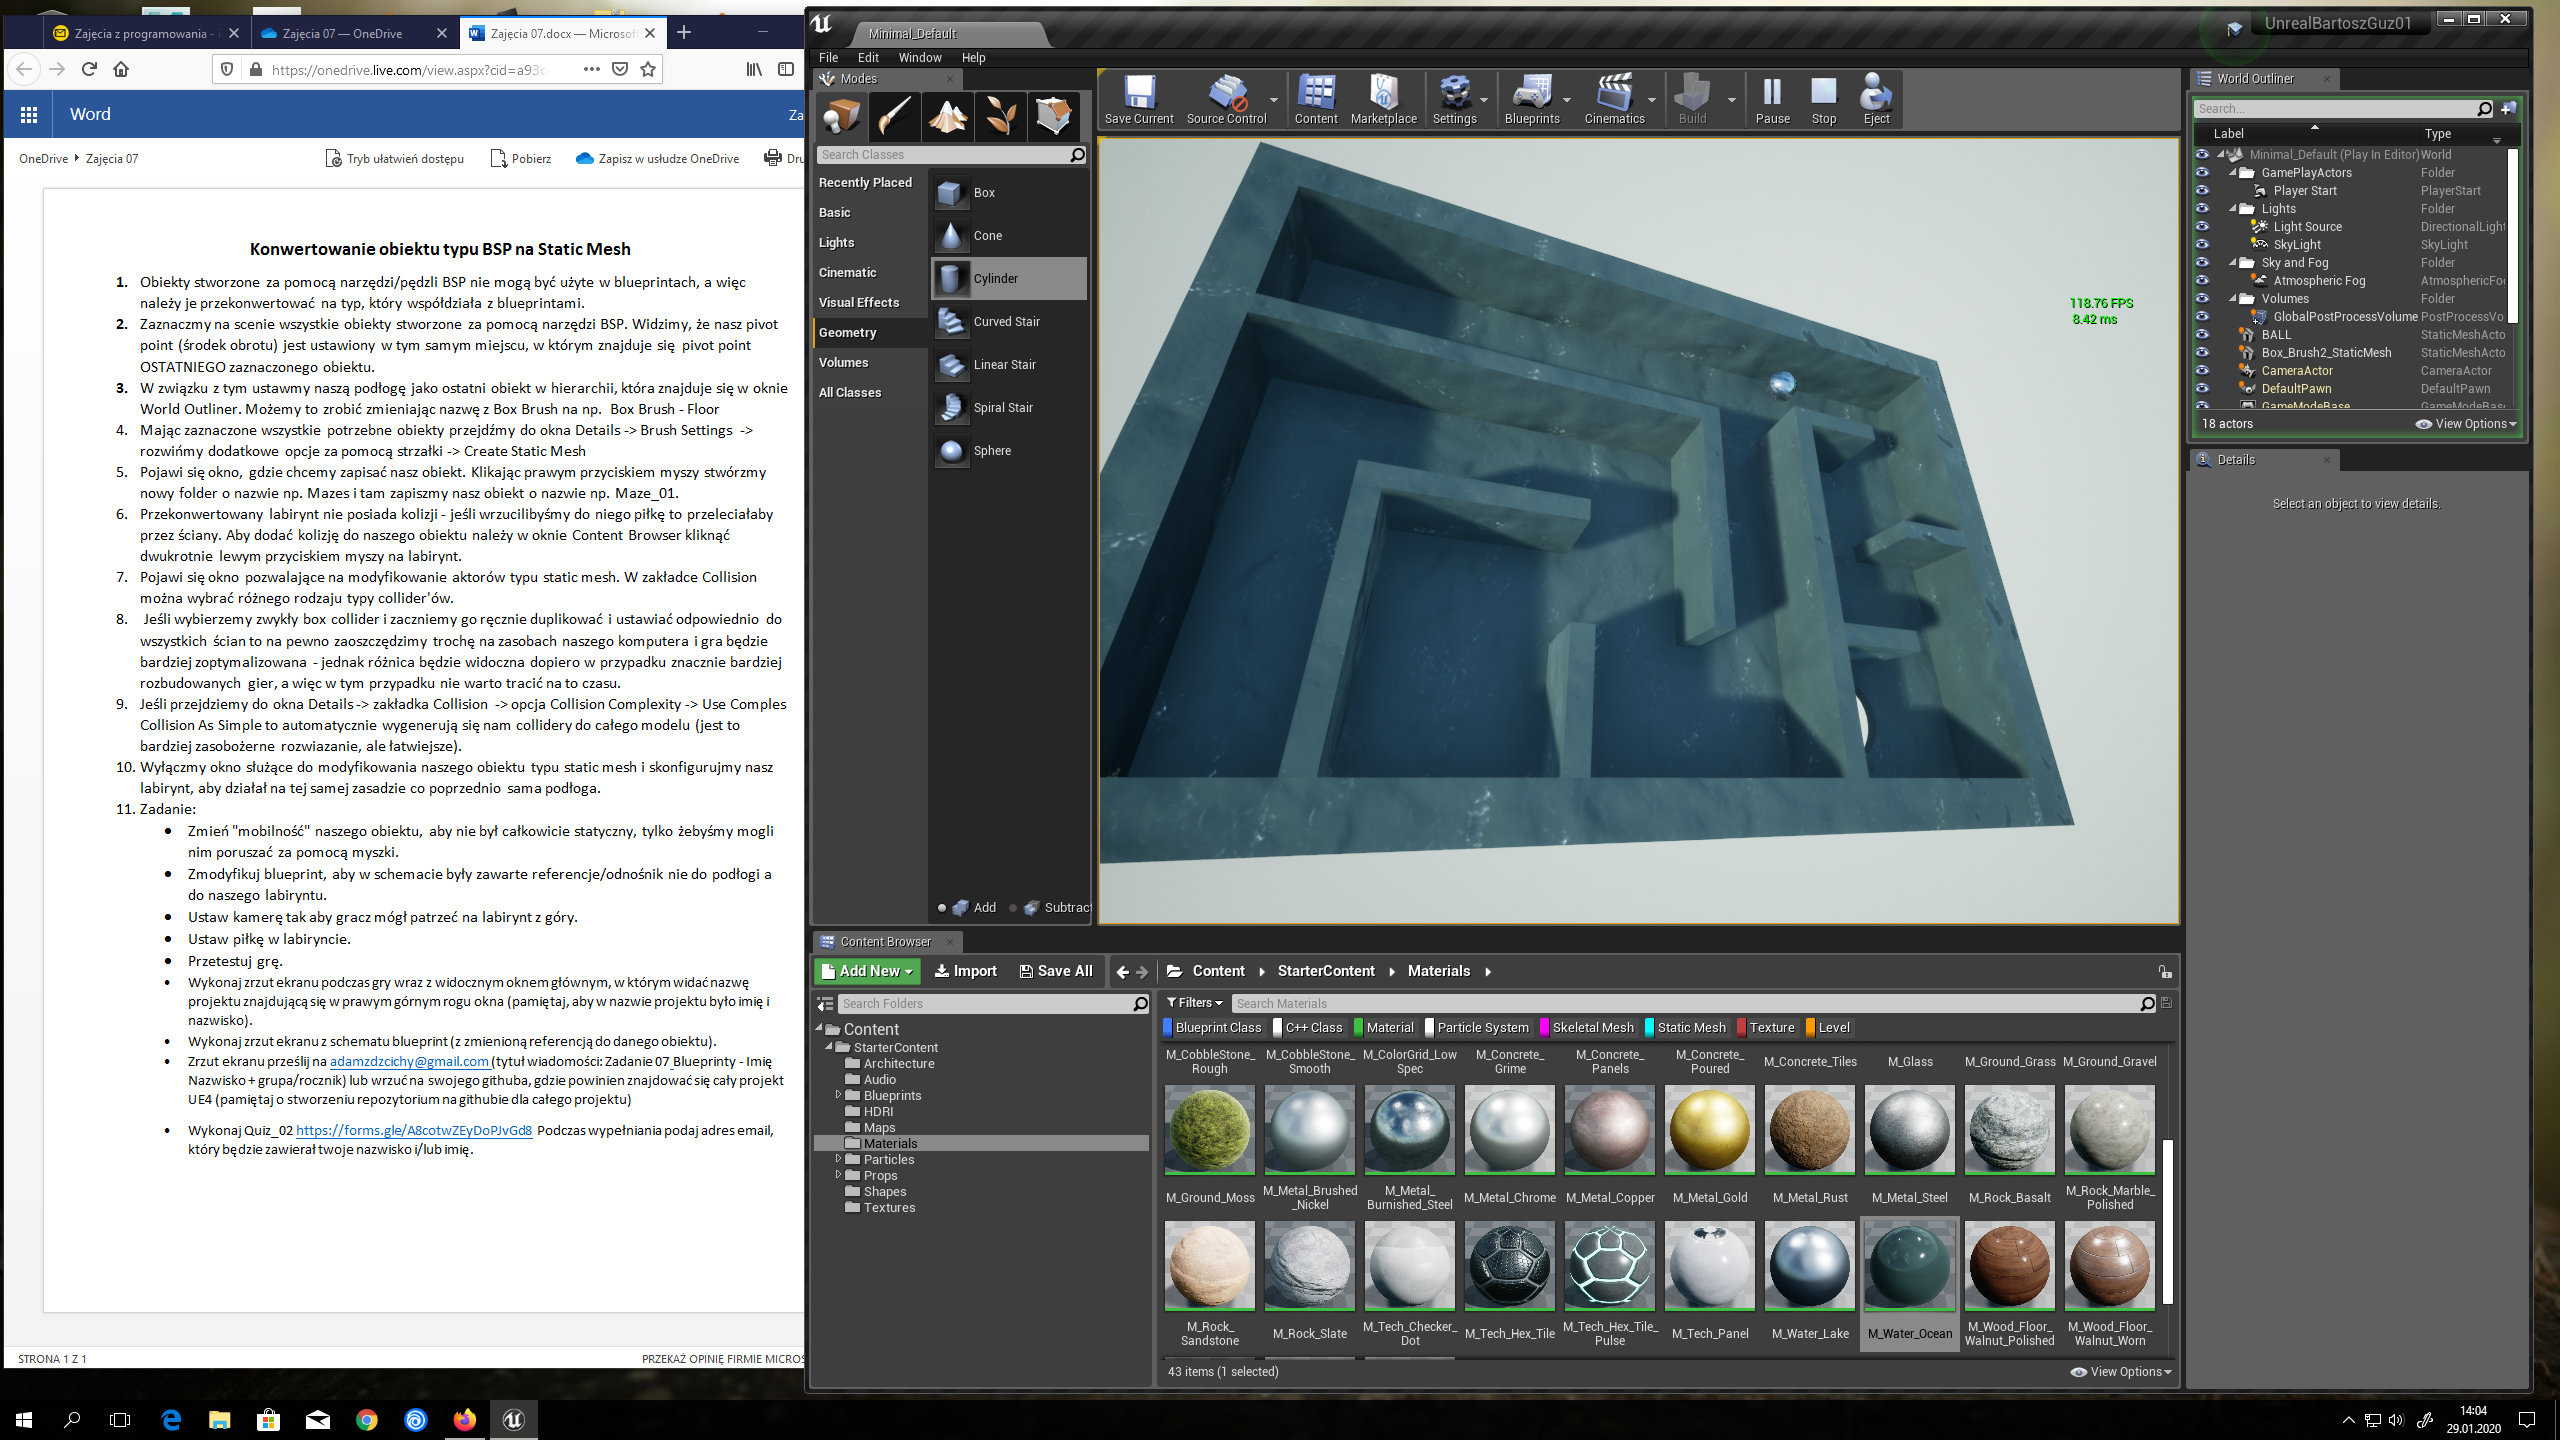 Zajęcia z programowania -
Zajęcia 07 — OneDrive
Zajęcia 07.docx — Microsof
https://onedrive.live.com/view.aspx?cid=a93c
Word
Za
OneDrive Zajęcia 07
Tryb ułatwień dostępu
Pobierz
Zapisz w usłudze OneDrive
Dru
Konwertowanie obiektu typu BSP na Static Mesh
1. Obiekty stworzone za pomocą narzędzi/pędzli BSP nie mogą być użyte w blueprintach, a więc
należy je przekonwertować na typ, który współdziała z blueprintami.
2. Zaznaczmy na scenie wszystkie obiekty stworzone za pomocą narzędzi BSP. Widzimy, że nasz pivot
point (środek obrotu) jest ustawiony w tym samym miejscu, w którym znajduje się pivot point
OSTATNIEGO zaznaczonego obiektu.
3. W związku z tym ustawmy naszą podłogę jako ostatni obiekt w hierarchii, która znajduje się w oknie
World Outliner. Możemy to zrobić zmieniając nazwę z Box Brush na np. Box Brush - Floor
4. Mając zaznaczone wszystkie potrzebne obiekty przejdźmy do okna Details -> Brush Settings ->
rozwińmy dodatkowe opcje za pomocą strzałki -> Create Static Mesh
5. Pojawi się okno, gdzie chcemy zapisać nasz obiekt. Klikając prawym przyciskiem myszy stwórzmy
nowy folder o nazwie np. Mazes i tam zapiszmy nasz obiekt o nazwie np. Maze_01.
6. Przekonwertowany labirynt nie posiada kolizji - jeśli wrzucilibyśmy do niego piłkę to przeleciałaby
przez ściany. Aby dodać kolizję do naszego obiektu należy w oknie Content Browser kliknąć
dwukrotnie lewym przyciskiem myszy na labirynt.
7. Pojawi się okno pozwalające na modyfikowanie aktorów typu static mesh. W zakładce Collision
można wybrać różnego rodzaju typy collider'ów.
8. Jeśli wybierzemy zwykły box collider i zaczniemy go ręcznie duplikować i ustawiać odpowiednio do
wszystkich ścian to na pewno zaoszczędzimy trochę na zasobach naszego komputera i gra będzie
bardziej zoptymalizowana - jednak różnica będzie widoczna dopiero w przypadku znacznie bardziej
rozbudowanych gier, a więc w tym przypadku nie warto tracić na to czasu.
9. Jeśli przejdziemy do okna Details -> zakładka Collision -> opcja Collision Complexity -> Use Comples
Collision As Simple to automatycznie wygenerują się nam collidery do całego modelu (jest to
bardziej zasobożerne rozwiazanie, ale łatwiejsze).
10. Wyłączmy okno służące do modyfikowania naszego obiektu typu static mesh i skonfigurujmy nasz
labirynt, aby działał na tej samej zasadzie co poprzednio sama podłoga.
11. Zadanie:
• Zmień "mobilność" naszego obiektu, aby nie był całkowicie statyczny, tylko żebyśmy mogli
nim poruszać za pomocą myszki.
• Zmodyfikuj blueprint, aby w schemacie były zawarte referencje/odnośnik nie do podłogi a
do naszego labiryntu.
• Ustaw kamerę tak aby gracz mógł patrzeć na labirynt z góry.
• Ustaw piłkę w labiryncie.
• Przetestuj grę.
• Wykonaj zrzut ekranu podczas gry wraz z widocznym oknem głównym, w którym widać nazwę
projektu znajdującą się w prawym górnym rogu okna (pamiętaj, aby w nazwie projektu było imię i
nazwisko).
• Wykonaj zrzut ekranu z schematu blueprint (z zmienioną referencją do danego obiektu).
• Zrzut ekranu prześlij na adamzdzcichy@gmail.com (tytuł wiadomości: Zadanie 07_Blueprinty - Imię
Nazwisko + grupa/rocznik) lub wrzuć na swojego githuba, gdzie powinien znajdować się cały projekt
UE4 (pamiętaj o stworzeniu repozytorium na githubie dla całego projektu)
• Wykonaj Quiz_02 https://forms.gle/A8cotwZEyDoPJvGd8 Podczas wypełniania podaj adres email,
który będzie zawierał twoje nazwisko i/lub imię.
STRONA 1 Z 1
PRZEKAŻ OPINIĘ FIRMIE MICROS
Minimal_Default
UnrealBartoszGuz01
File Edit Window Help
Modes
Search Classes
Recently Placed
Basic
Lights
Cinematic
Visual Effects
Geometry
Volumes
All Classes
Box
Cone
Cylinder
Curved Stair
Linear Stair
Spiral Stair
Sphere
Add Subtract
Save Current
Source Control
Content
Marketplace
Settings
Blueprints
Cinematics
Build
Pause
Stop
Eject
118.76 FPS
8.42 ms
World Outliner
Search...
Label Type
Minimal_Default (Play In Editor) World
GamePlayActors Folder
Player Start PlayerStart
Lights Folder
Light Source DirectionalLight
SkyLight SkyLight
Sky and Fog Folder
Atmospheric Fog AtmosphericFo
Volumes Folder
GlobalPostProcessVolume PostProcessVo
BALL StaticMeshActo
Box_Brush2_StaticMesh StaticMeshActo
CameraActor CameraActor
DefaultPawn DefaultPawn
GameModeBase GameModeBas
18 actors
View Options
Details
Select an object to view details.
Content Browser
Add New Import Save All
Content StarterContent Materials
Search Folders
Filters
Search Materials
Blueprint Class C++ Class Material Particle System Skeletal Mesh Static Mesh Texture Level
Content
StarterContent
Architecture
Audio
Blueprints
HDRI
Maps
Materials
Particles
Props
Shapes
Textures
M_CobbleStone_Rough
M_CobbleStone_Smooth
M_ColorGrid_LowSpec
M_Concrete_Grime
M_Concrete_Panels
M_Concrete_Poured
M_Concrete_Tiles
M_Glass
M_Ground_Grass
M_Ground_Gravel
M_Ground_Moss
M_Metal_Brushed_Nickel
M_Metal_Burnished_Steel
M_Metal_Chrome
M_Metal_Copper
M_Metal_Gold
M_Metal_Rust
M_Metal_Steel
M_Rock_Basalt
M_Rock_Marble_Polished
M_Rock_Sandstone
M_Rock_Slate
M_Tech_Checker_Dot
M_Tech_Hex_Tile
M_Tech_Hex_Tile_Pulse
M_Tech_Panel
M_Water_Lake
M_Water_Ocean
M_Wood_Floor_Walnut_Polished
M_Wood_Floor_Walnut_Worn
43 items (1 selected)
View Options
14:04
29.01.2020